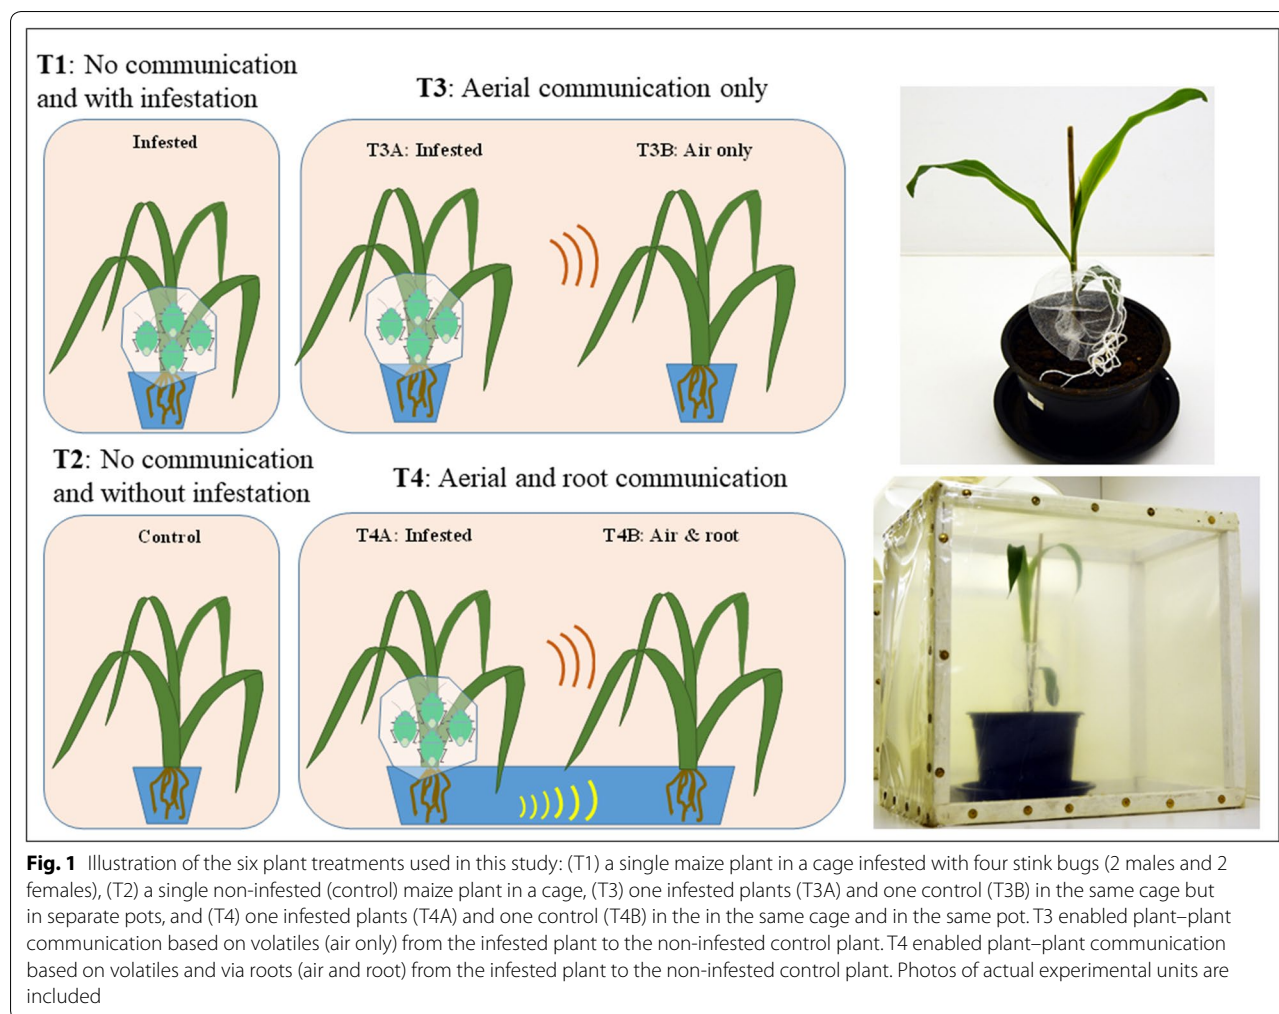 T1: No communication
and with infestation
Infested
T3: Aerial communication only
T3A: Infested
T3B: Air only
T2: No communication
and without infestation
Control
T4: Aerial and root communication
T4A: Infested
T4B: Air & root
Fig. 1 Illustration of the six plant treatments used in this study: (T1) a single maize plant in a cage infested with four stink bugs (2 males and 2
females), (T2) a single non-infested (control) maize plant in a cage, (T3) one infested plants (T3A) and one control (T3B) in the same cage but
in separate pots, and (T4) one infested plants (T4A) and one control (T4B) in the in the same cage and in the same pot. T3 enabled plant–plant
communication based on volatiles (air only) from the infested plant to the non-infested control plant. T4 enabled plant–plant communication
based on volatiles and via roots (air and root) from the infested plant to the non-infested control plant. Photos of actual experimental units are
included